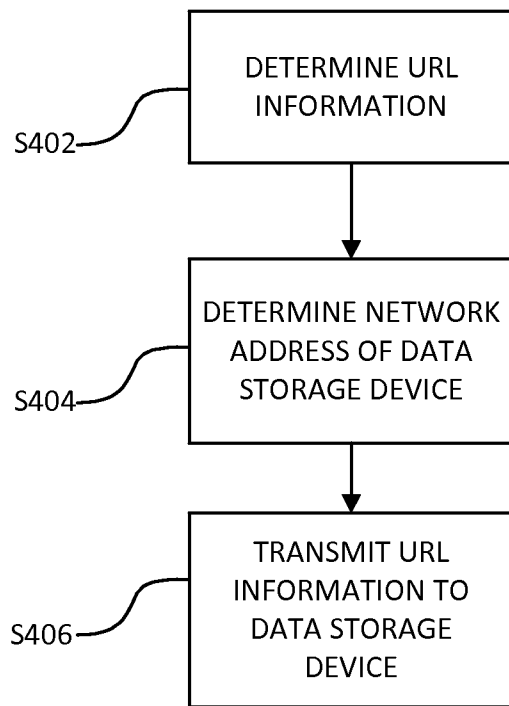 DETERMINE URL
INFORMATION
S402
DETERMINE NETWORK
ADDRESS OF DATA
STORAGE DEVICE
S404
TRANSMIT URL
INFORMATION TO
DATA STORAGE
DEVICE
S406